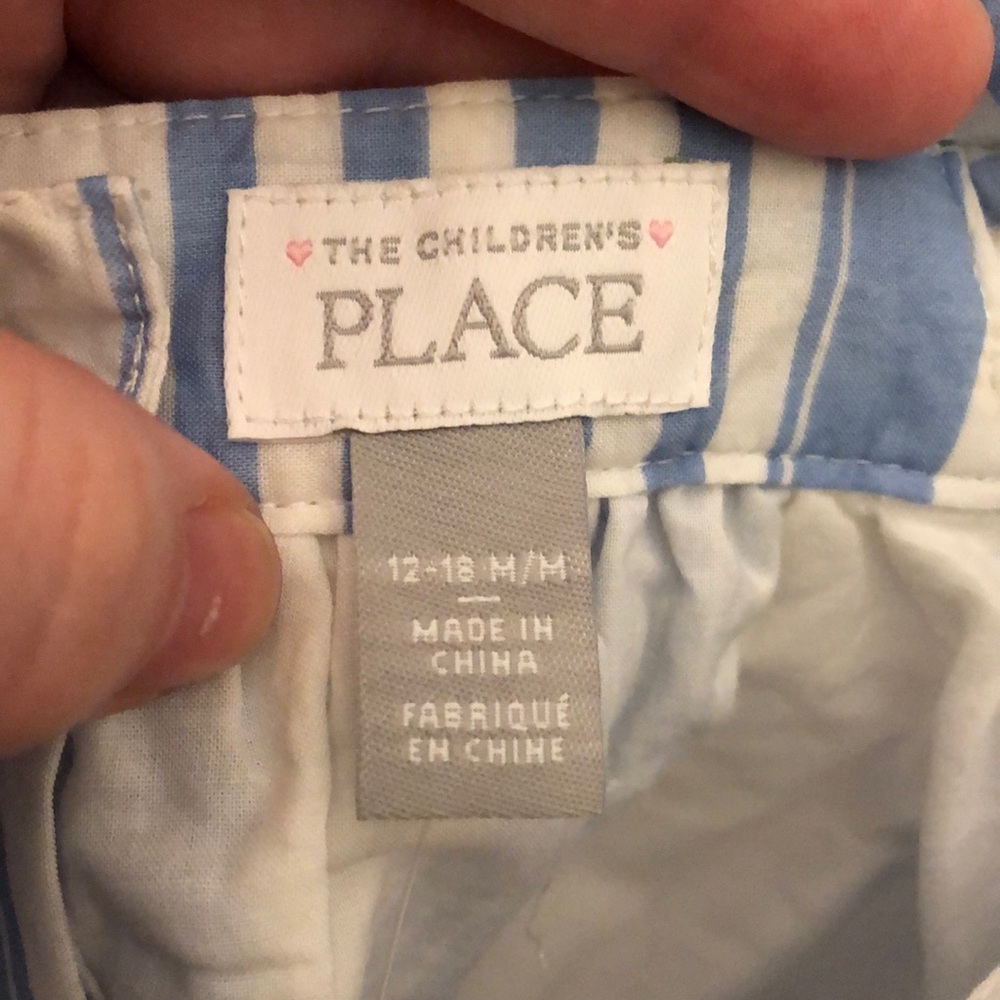 THE CHILDREN'S
PLACE
12-18 M/M
MADE IN
CHINA
FABRIQUÉ
EN CHINE